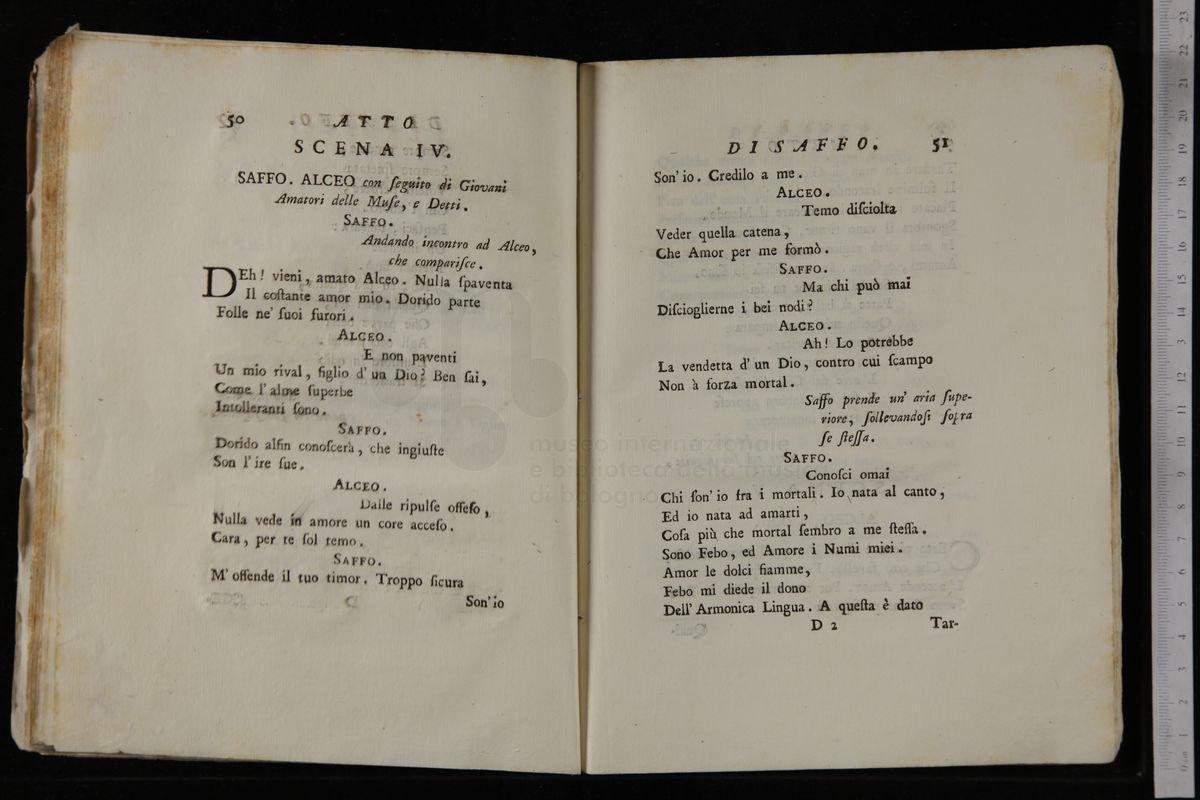 50 ATTO
SCENA IV.
SAFFO. ALCEO con ſeguito di Giovani
Amatori delle Muſe, e Detti.
SAFFO.
Andando incontro ad Alceo,
che compariſce.
DEh! vieni, amato Alceo. Nulla ſpaventa
Il coſtante amor mio. Dorido parte
Folle ne' ſuoi furori.
ALCEO.
E non paventi
Un mio rival, figlio d' un Dio? Ben ſai,
Come l' alme ſuperbe
Intolleranti ſono.
SAFFO.
Dorido alfin conoſcerà, che ingiuſte
Son l' ire ſue.
ALCEO.
Dalle ripulſe offeſo,
Nulla vede in amore un core acceſo.
Cara, per te ſol temo.
SAFFO.
M' offende il tuo timor. Troppo ſicura
Son' io
DI SAFFO. 51
Son' io. Credilo a me.
ALCEO.
Temo diſciolta
Veder quella catena,
Che Amor per me formò.
SAFFO.
Ma chi può mai
Diſcioglierne i bei nodi?
ALCEO.
Ah! Lo potrebbe
La vendetta d' un Dio, contro cui ſcampo
Non à forza mortal.
Saffo prende un' aria ſupe-
riore, ſollevandoſi ſopra
ſe ſteſſa.
SAFFO.
Conoſci omai
Chi ſon' io fra i mortali. Io nata al canto,
Ed io nata ad amarti,
Coſa più che mortal ſembro a me ſteſſa.
Sono Febo, ed Amore i Numi miei.
Amor le dolci fiamme,
Febo mi diede il dono
Dell' Armonica Lingua. A queſta è dato
D 2 Tar-
museo internazionale
e biblioteca della musica
di bologna